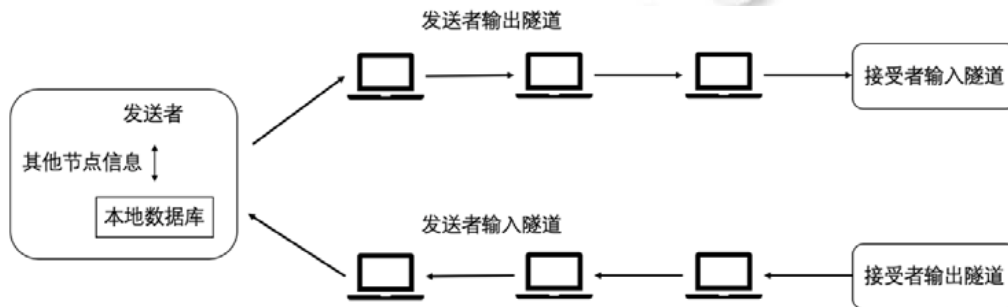 发送者输出隧道
接受者输入隧道
发送者
其他节点信息
本地数据库
发送者输入隧道
接受者输出隧道